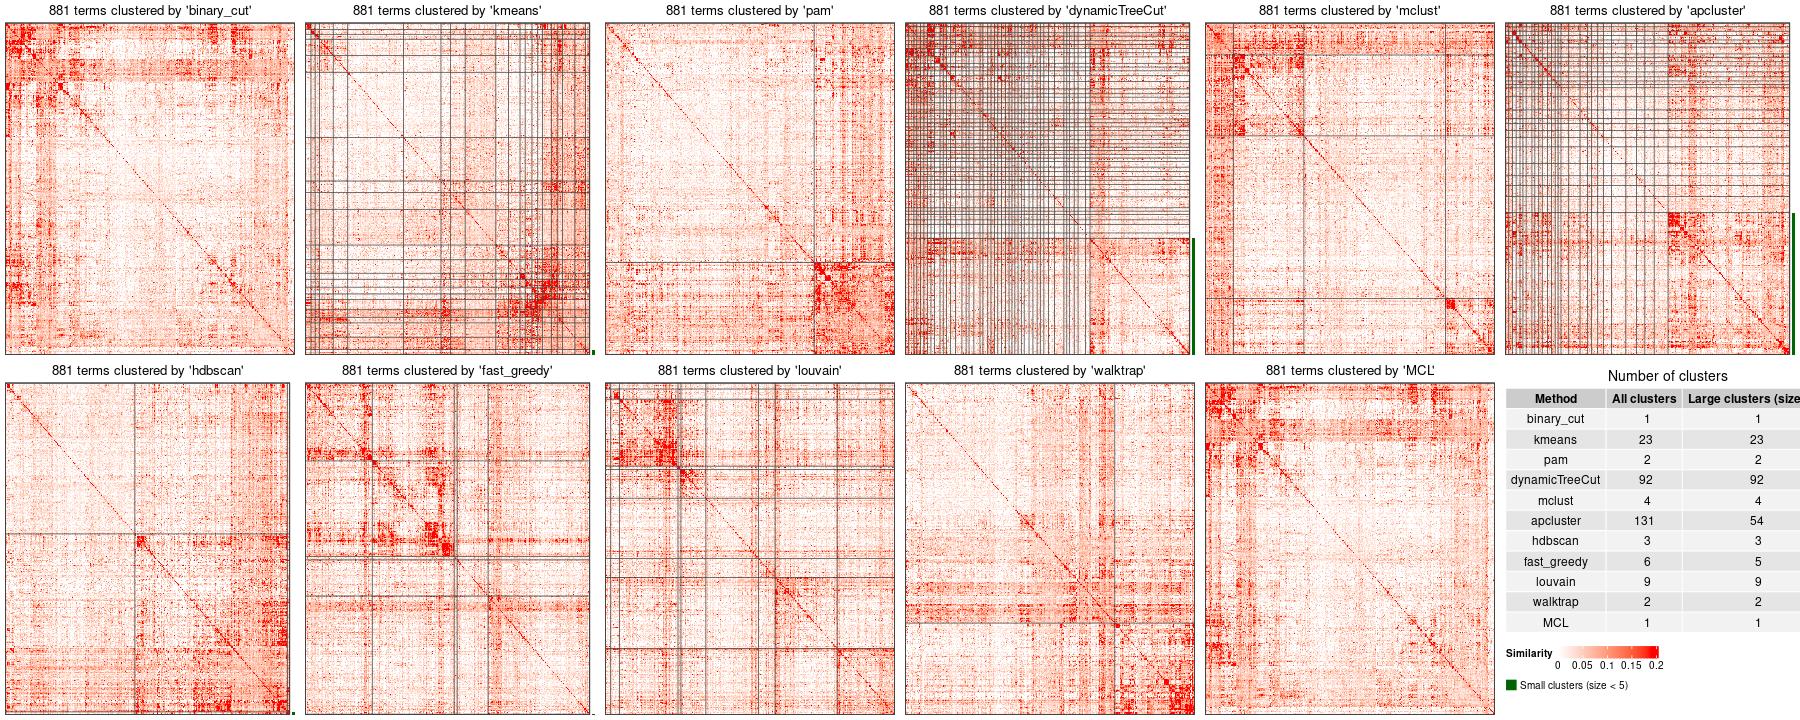 881 terms clustered by 'binary_cut'
881 terms clustered by 'kmeans'
881 terms clustered by 'pam'
881 terms clustered by 'dynamicTreeCut'
881 terms clustered by 'mclust'
881 terms clustered by 'apcluster'
881 terms clustered by 'hdbscan'
881 terms clustered by 'fast_greedy'
881 terms clustered by 'louvain'
881 terms clustered by 'walktrap'
881 terms clustered by 'MCL'
Number of clusters
Method All clusters Large clusters (size
binary_cut 1 1
kmeans 23 23
pam 2 2
dynamicTreeCut 92 92
mclust 4 4
apcluster 131 54
hdbscan 3 3
fast_greedy 6 5
louvain 9 9
walktrap 2 2
MCL 1 1
Similarity
0 0.05 0.1 0.15 0.2
Small clusters (size < 5)